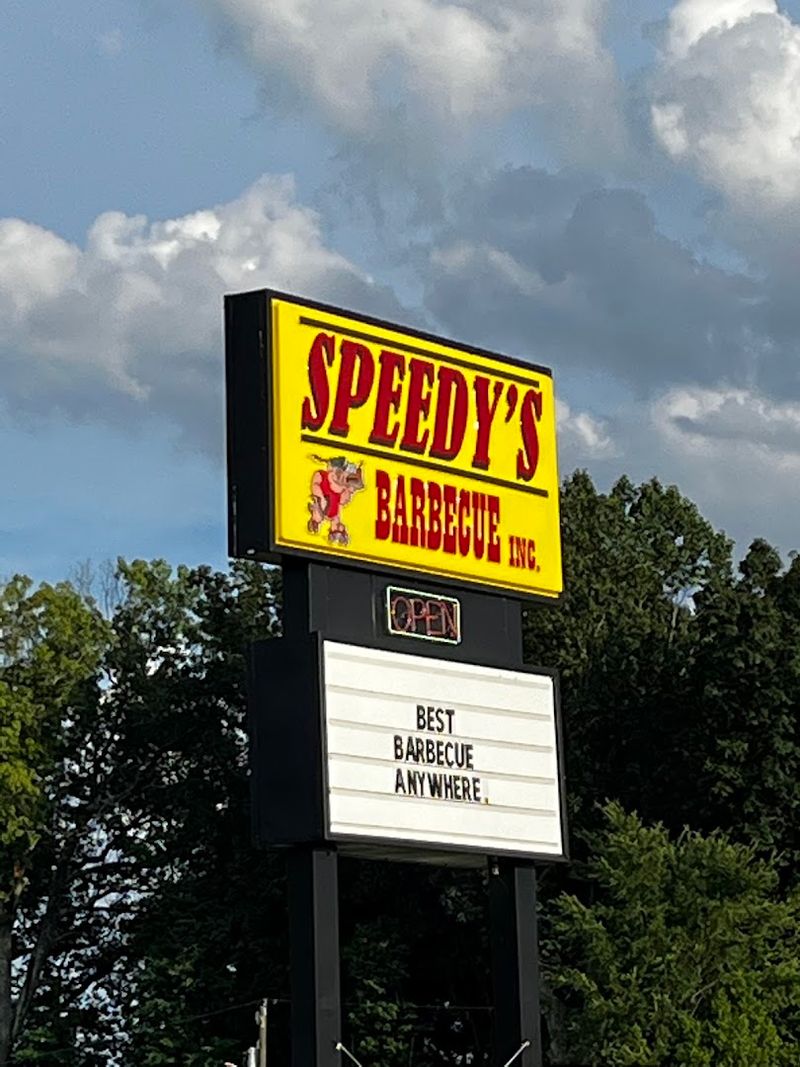 SPEEDY'S
BARBECUE INC.
OPEN
BEST
BARBECUE
ANYWHERE.